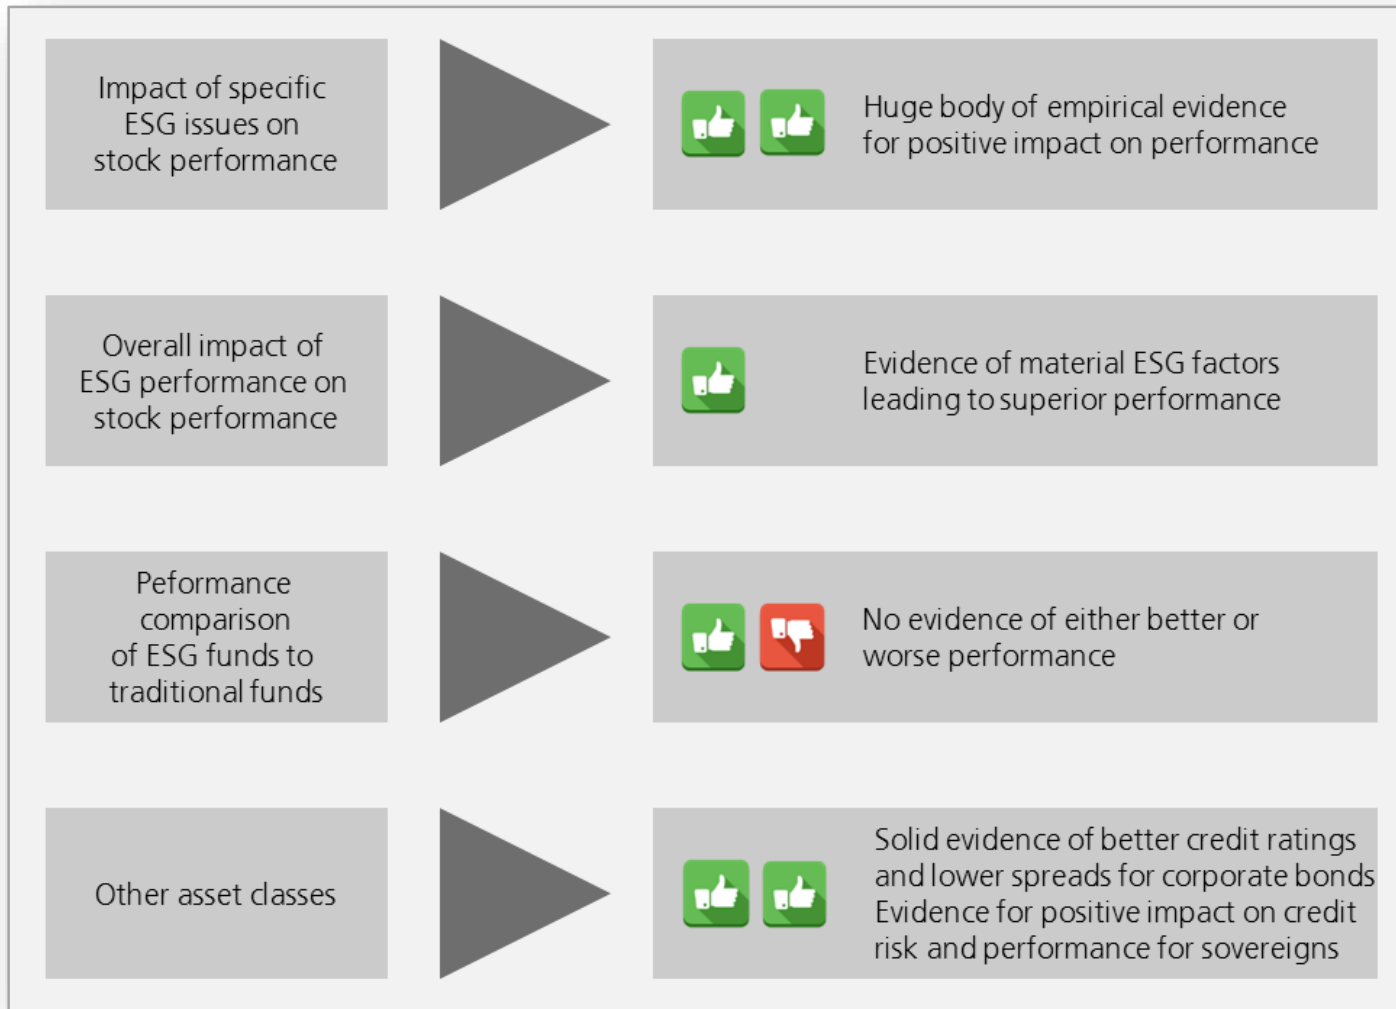 Impact of specific
ESG issues on
stock performance
Huge body of empirical evidence
for positive impact on performance
Overall impact of
ESG performance on
stock performance
Evidence of material ESG factors
leading to superior performance
Peformance
comparison
of ESG funds to
traditional funds
No evidence of either better or
worse performance
Other asset classes
Solid evidence of better credit ratings
and lower spreads for corporate bonds
Evidence for positive impact on credit
risk and performance for sovereigns